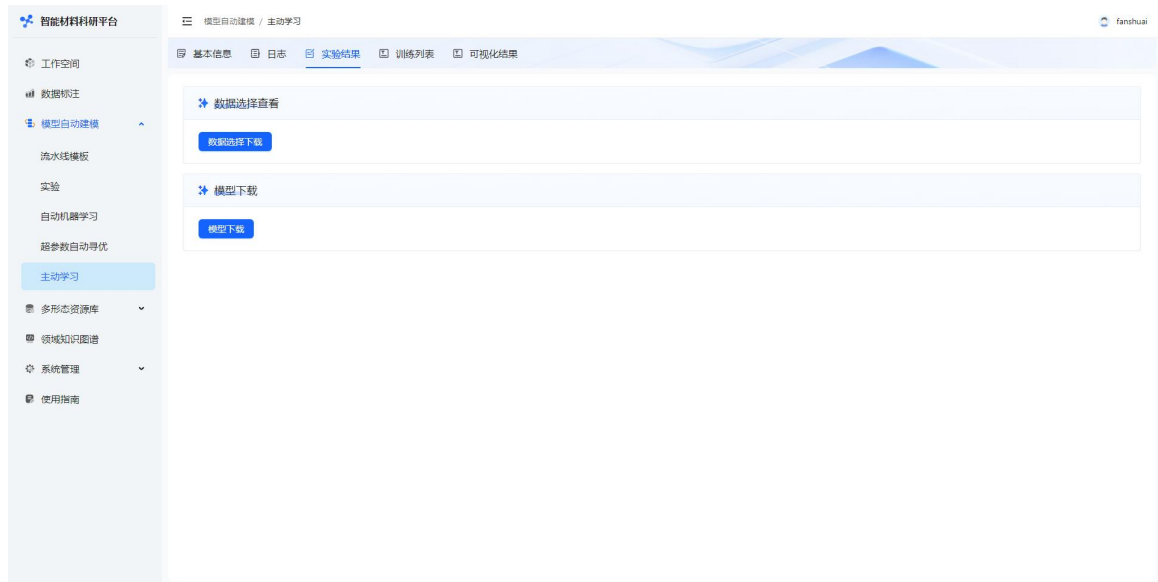 智能材料科研平台
模型自动建模 / 主动学习
fanshuai
基本信息 日志 实验结果 训练列表 可视化结果
工作空间
数据标注
模型自动建模
流水线模板
实验
自动机器学习
超参数自动寻优
主动学习
多形态资源库
领域知识图谱
系统管理
使用指南
数据选择查看
数据选择下载
模型下载
模型下载